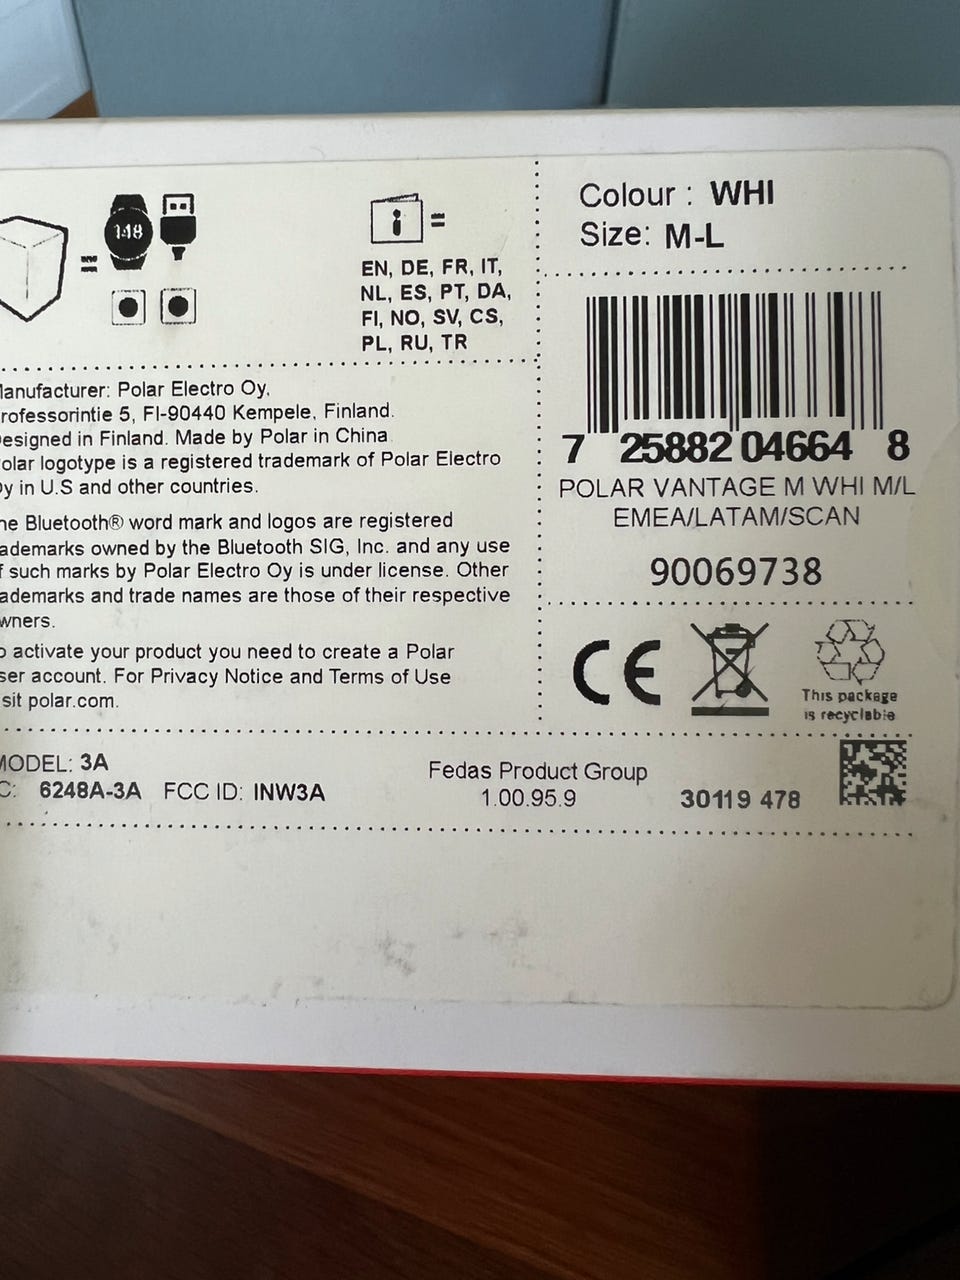 Colour : WHI
Size: M-L
148
i
=
=
EN, DE, FR, IT,
NL, ES, PT, DA,
FI, NO, SV, CS,
PL, RU, TR
7 25882 04664 8
POLAR VANTAGE M WHI M/L
EMEA/LATAM/SCAN
90069738
anufacturer: Polar Electro Oy,
rofessorintie 5, FI-90440 Kempele, Finland.
esigned in Finland. Made by Polar in China
olar logotype is a registered trademark of Polar Electro
y in U.S and other countries.
he Bluetooth® word mark and logos are registered
ademarks owned by the Bluetooth SIG, Inc. and any use
f such marks by Polar Electro Oy is under license. Other
ademarks and trade names are those of their respective
wners.
o activate your product you need to create a Polar
ser account. For Privacy Notice and Terms of Use
sit polar.com.
CE
This package
is recyclable
MODEL: 3A
C: 6248A-3A FCC ID: INW3A
Fedas Product Group
1.00.95.9
30119 478